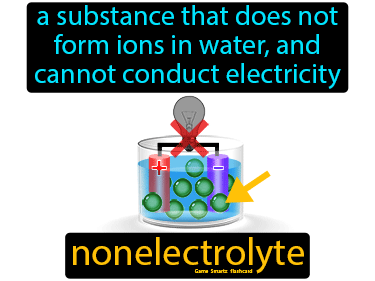 a substance that does not
form ions in water, and
cannot conduct electricity
+ −
nonelectrolyte
Game Smartz flashcard